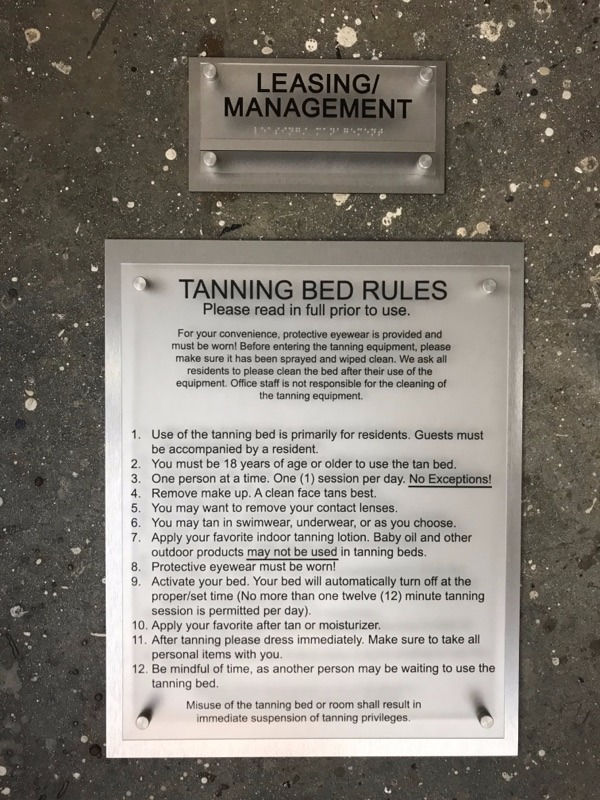 LEASING/
MANAGEMENT
TANNING BED RULES
Please read in full prior to use.
For your convenience, protective eyewear is provided and
must be worn! Before entering the tanning equipment, please
make sure it has been sprayed and wiped clean. We ask all
residents to please clean the bed after their use of the
equipment. Office staff is not responsible for the cleaning of
the tanning equipment.
1. Use of the tanning bed is primarily for residents. Guests must
be accompanied by a resident.
2. You must be 18 years of age or older to use the tan bed.
3. One person at a time. One (1) session per day. No Exceptions!
4. Remove make up. A clean face tans best.
5. You may want to remove your contact lenses.
6. You may tan in swimwear, underwear, or as you choose.
7. Apply your favorite indoor tanning lotion. Baby oil and other
outdoor products may not be used in tanning beds.
8. Protective eyewear must be worn!
9. Activate your bed. Your bed will automatically turn off at the
proper/set time (No more than one twelve (12) minute tanning
session is permitted per day).
10. Apply your favorite after tan or moisturizer.
11. After tanning please dress immediately. Make sure to take all
personal items with you.
12. Be mindful of time, as another person may be waiting to use the
tanning bed.
Misuse of the tanning bed or room shall result in
immediate suspension of tanning privileges.